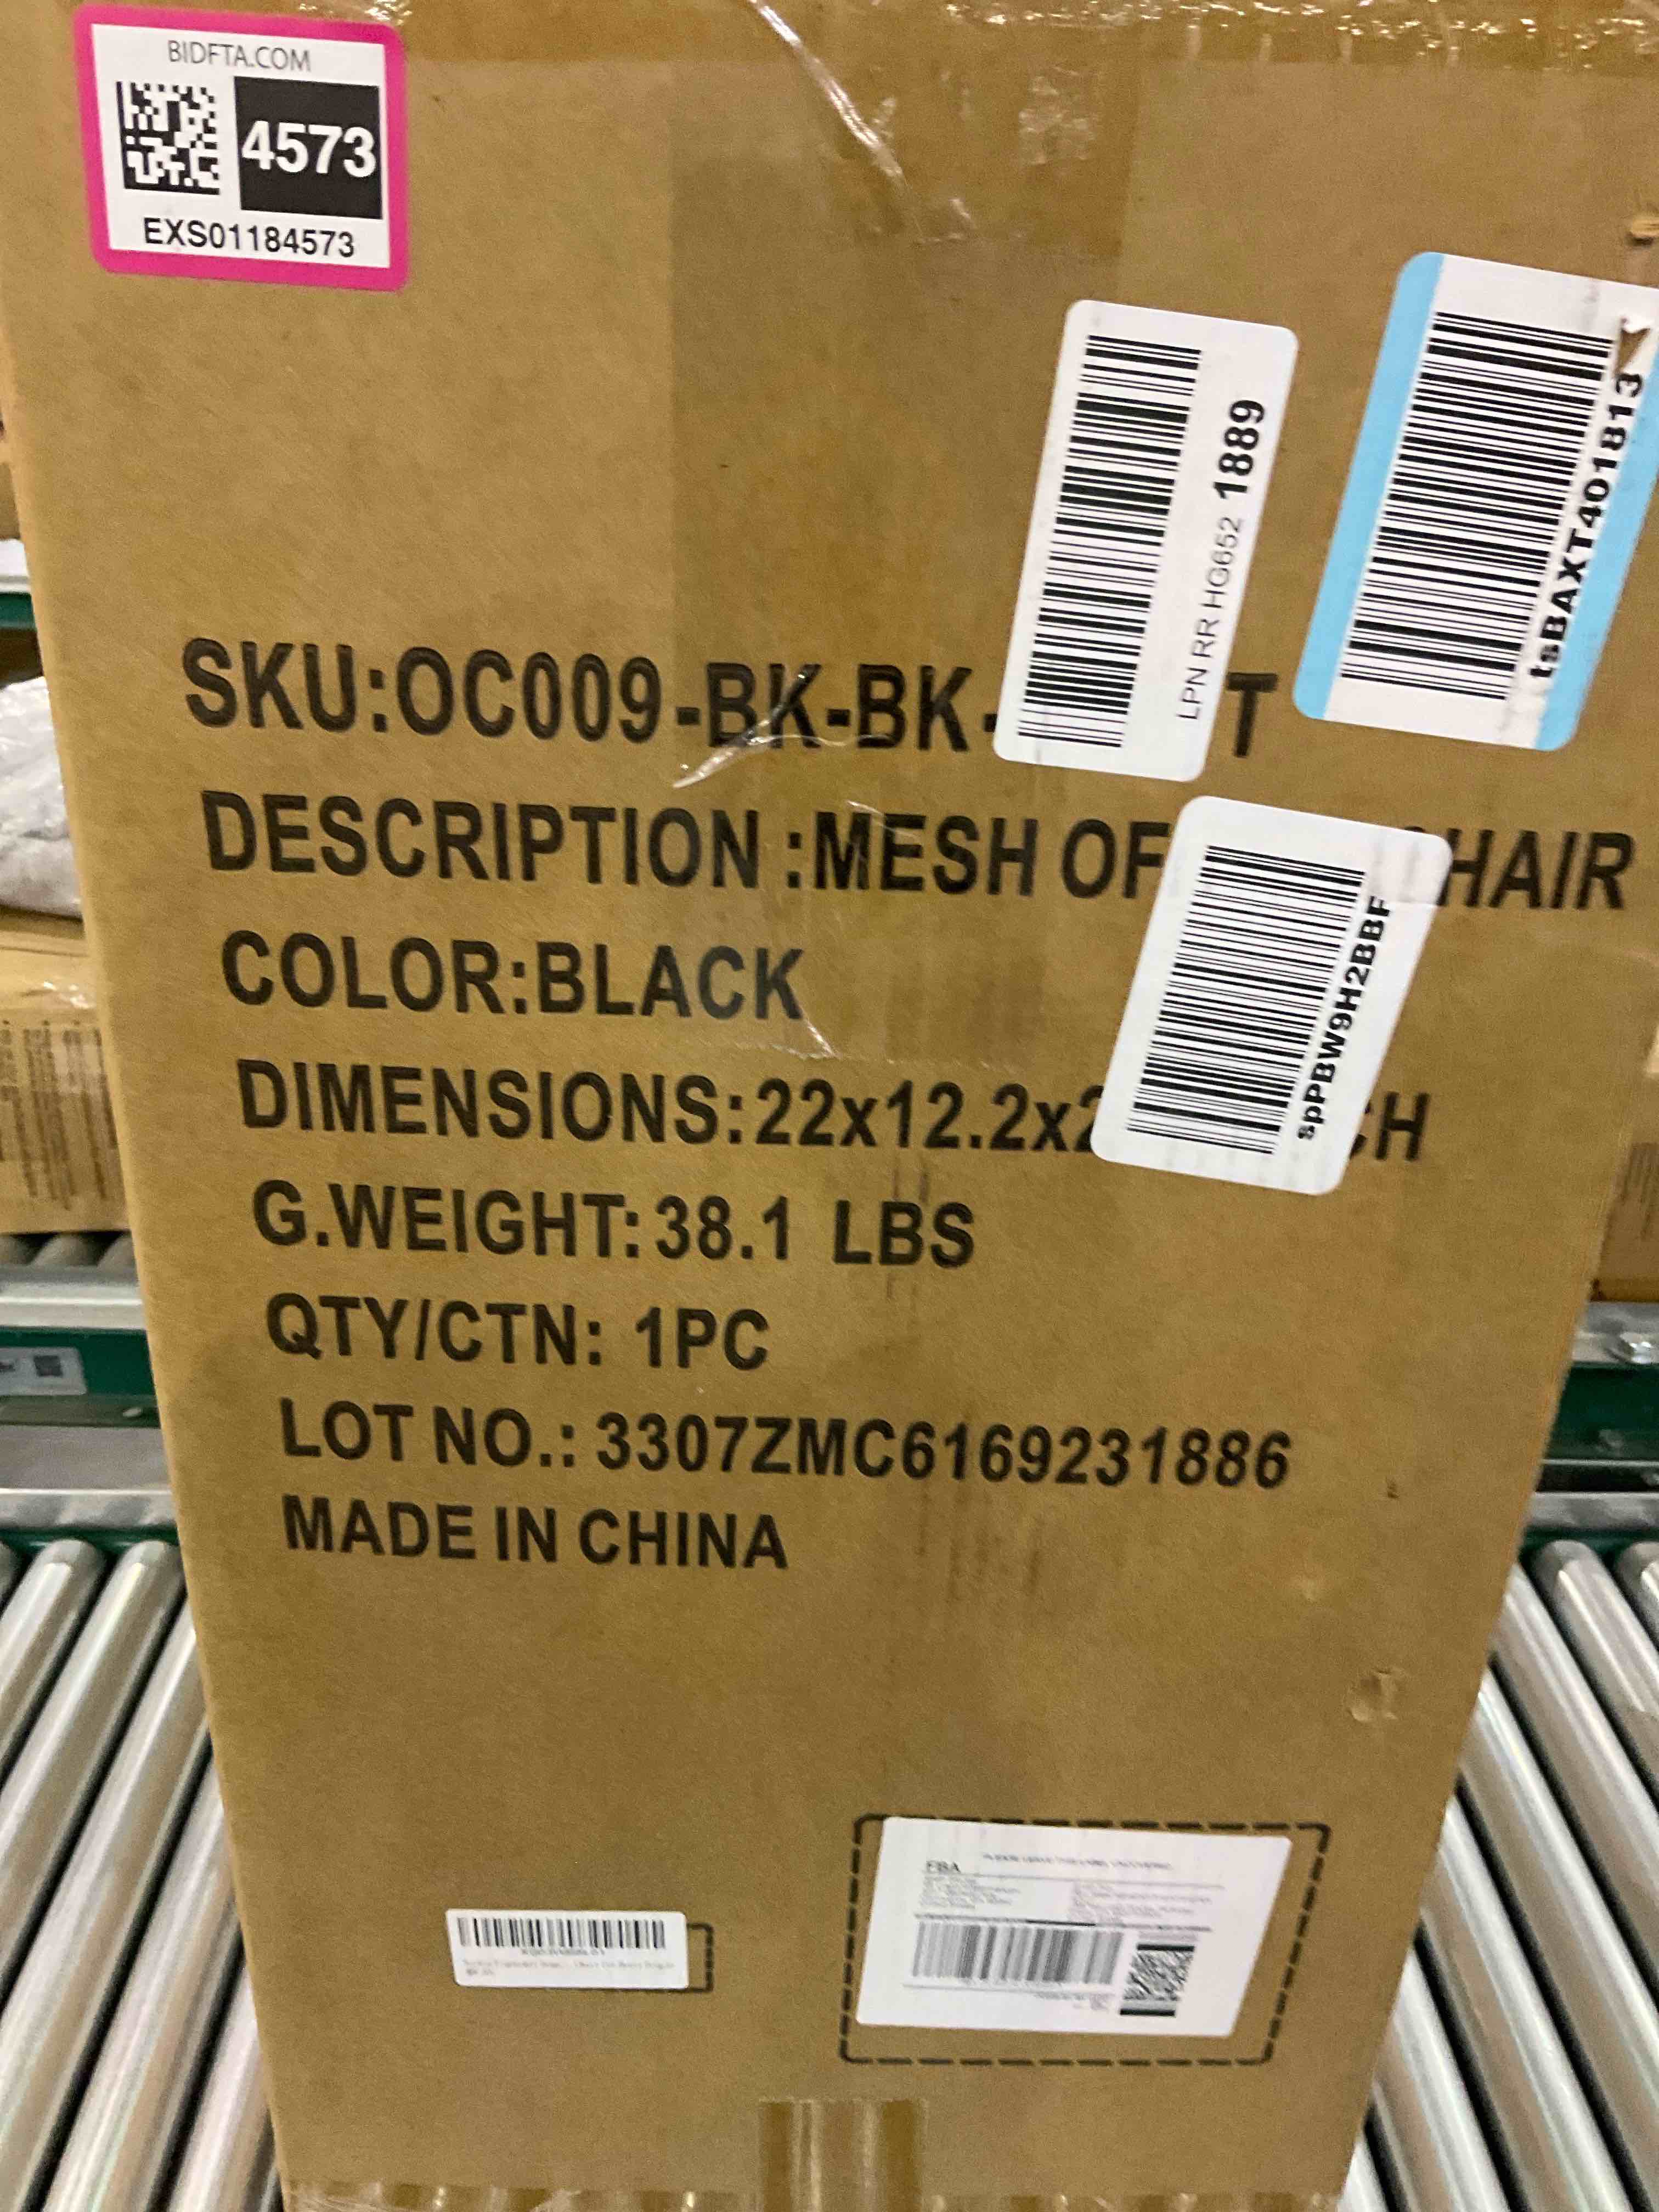 BIDFTA.COM
4573
EXS01184573
LPN RR HG652 1889
tsBAXT401813
SKU:OC009-BK-BK- T
DESCRIPTION :MESH OF HAIR
spPBW9H2BBF
COLOR:BLACK
DIMENSIONS:22x12.2x2 CH
G.WEIGHT:38.1 LBS
QTY/CTN: 1PC
LOT NO.: 3307ZMC6169231886
MADE IN CHINA
FBA